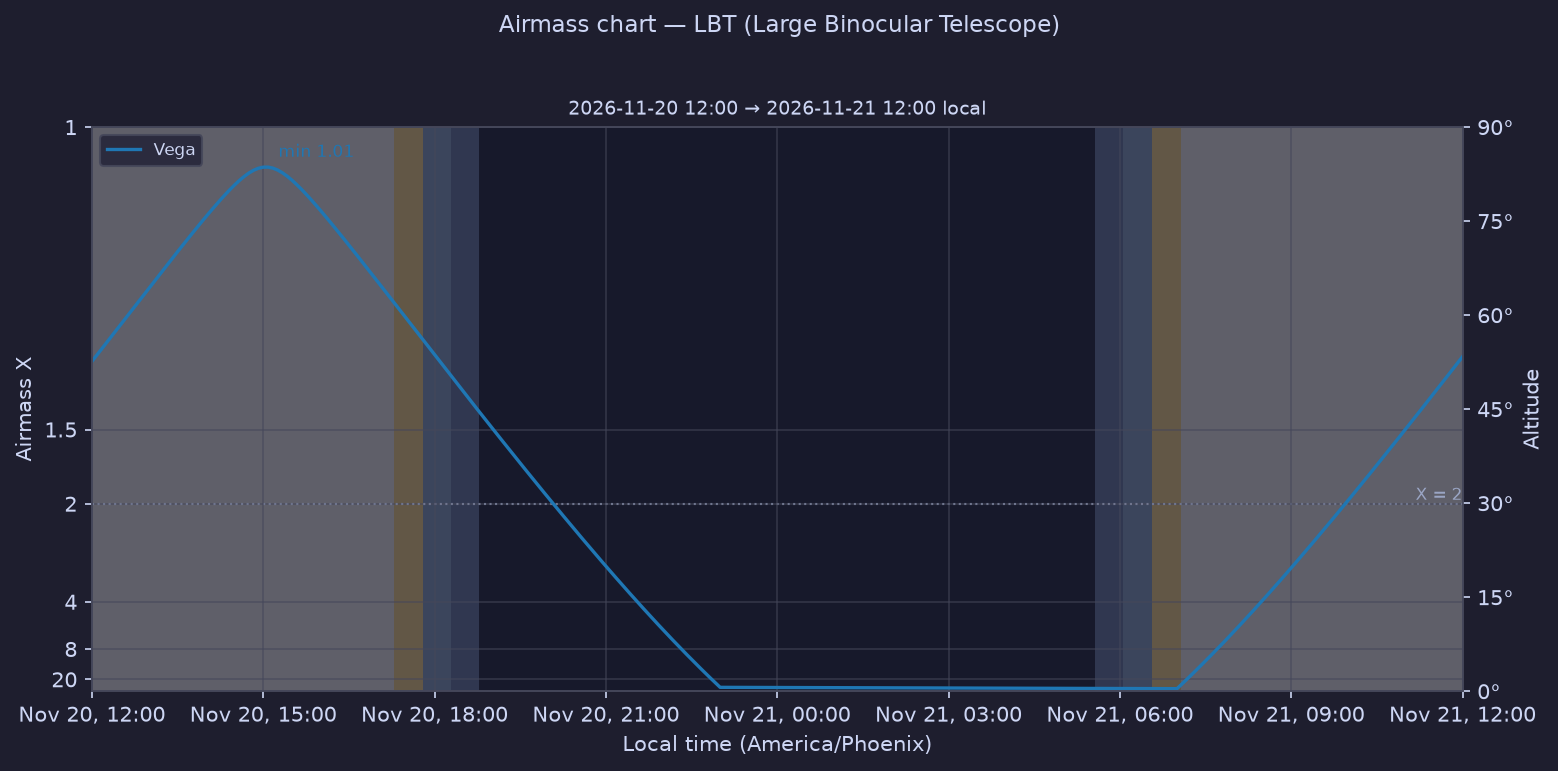 Airmass chart — LBT (Large Binocular Telescope)
2026-11-20 12:00 → 2026-11-21 12:00 local
Vega
min 1.01
Airmass X
1
1.5
2
4
8
20
90°
75°
60°
45°
30°
15°
0°
Altitude
X = 2
Nov 20, 12:00
Nov 20, 15:00
Nov 20, 18:00
Nov 20, 21:00
Nov 21, 00:00
Nov 21, 03:00
Nov 21, 06:00
Nov 21, 09:00
Nov 21, 12:00
Local time (America/Phoenix)